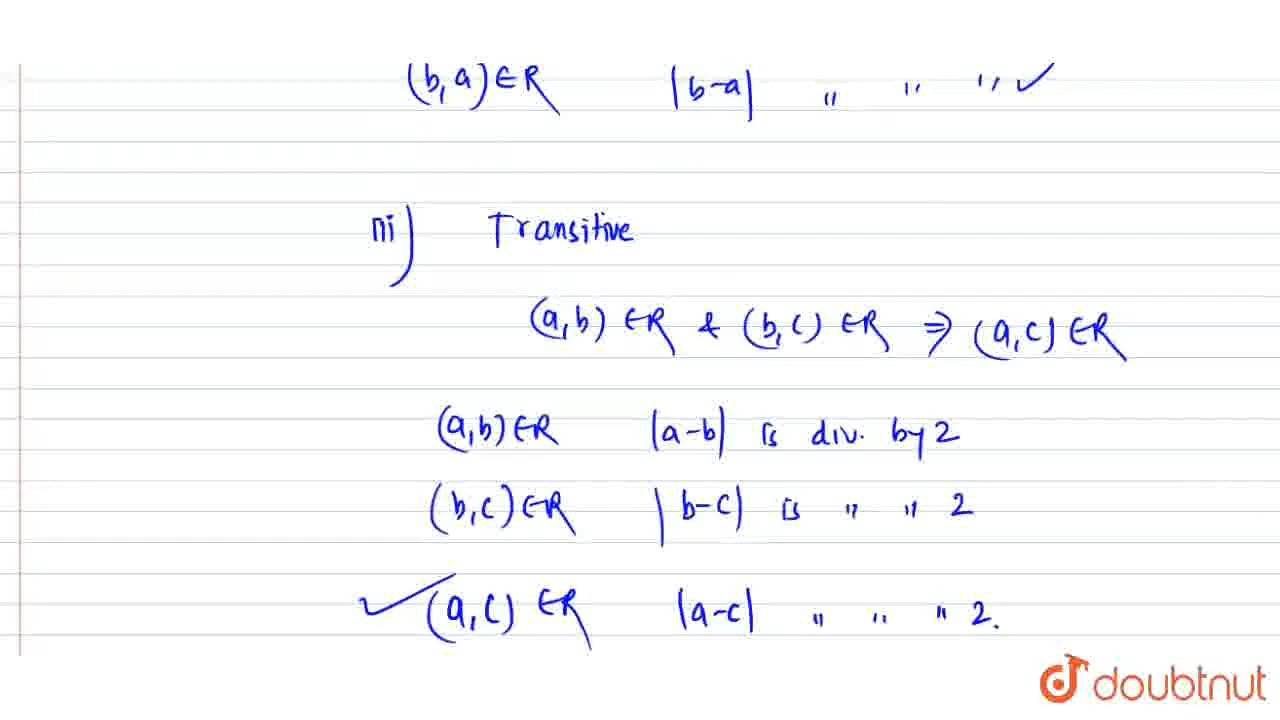 (b, a) ∈ R |b-a| " " " ✓
iii) Transitive
(a, b) ∈ R & (b, c) ∈ R ⇒ (a, c) ∈ R
(a, b) ∈ R |a-b| is div. by 2
(b, c) ∈ R |b-c| is " " 2
✓ (a, c) ∈ R |a-c| " " " 2.
doubtnut